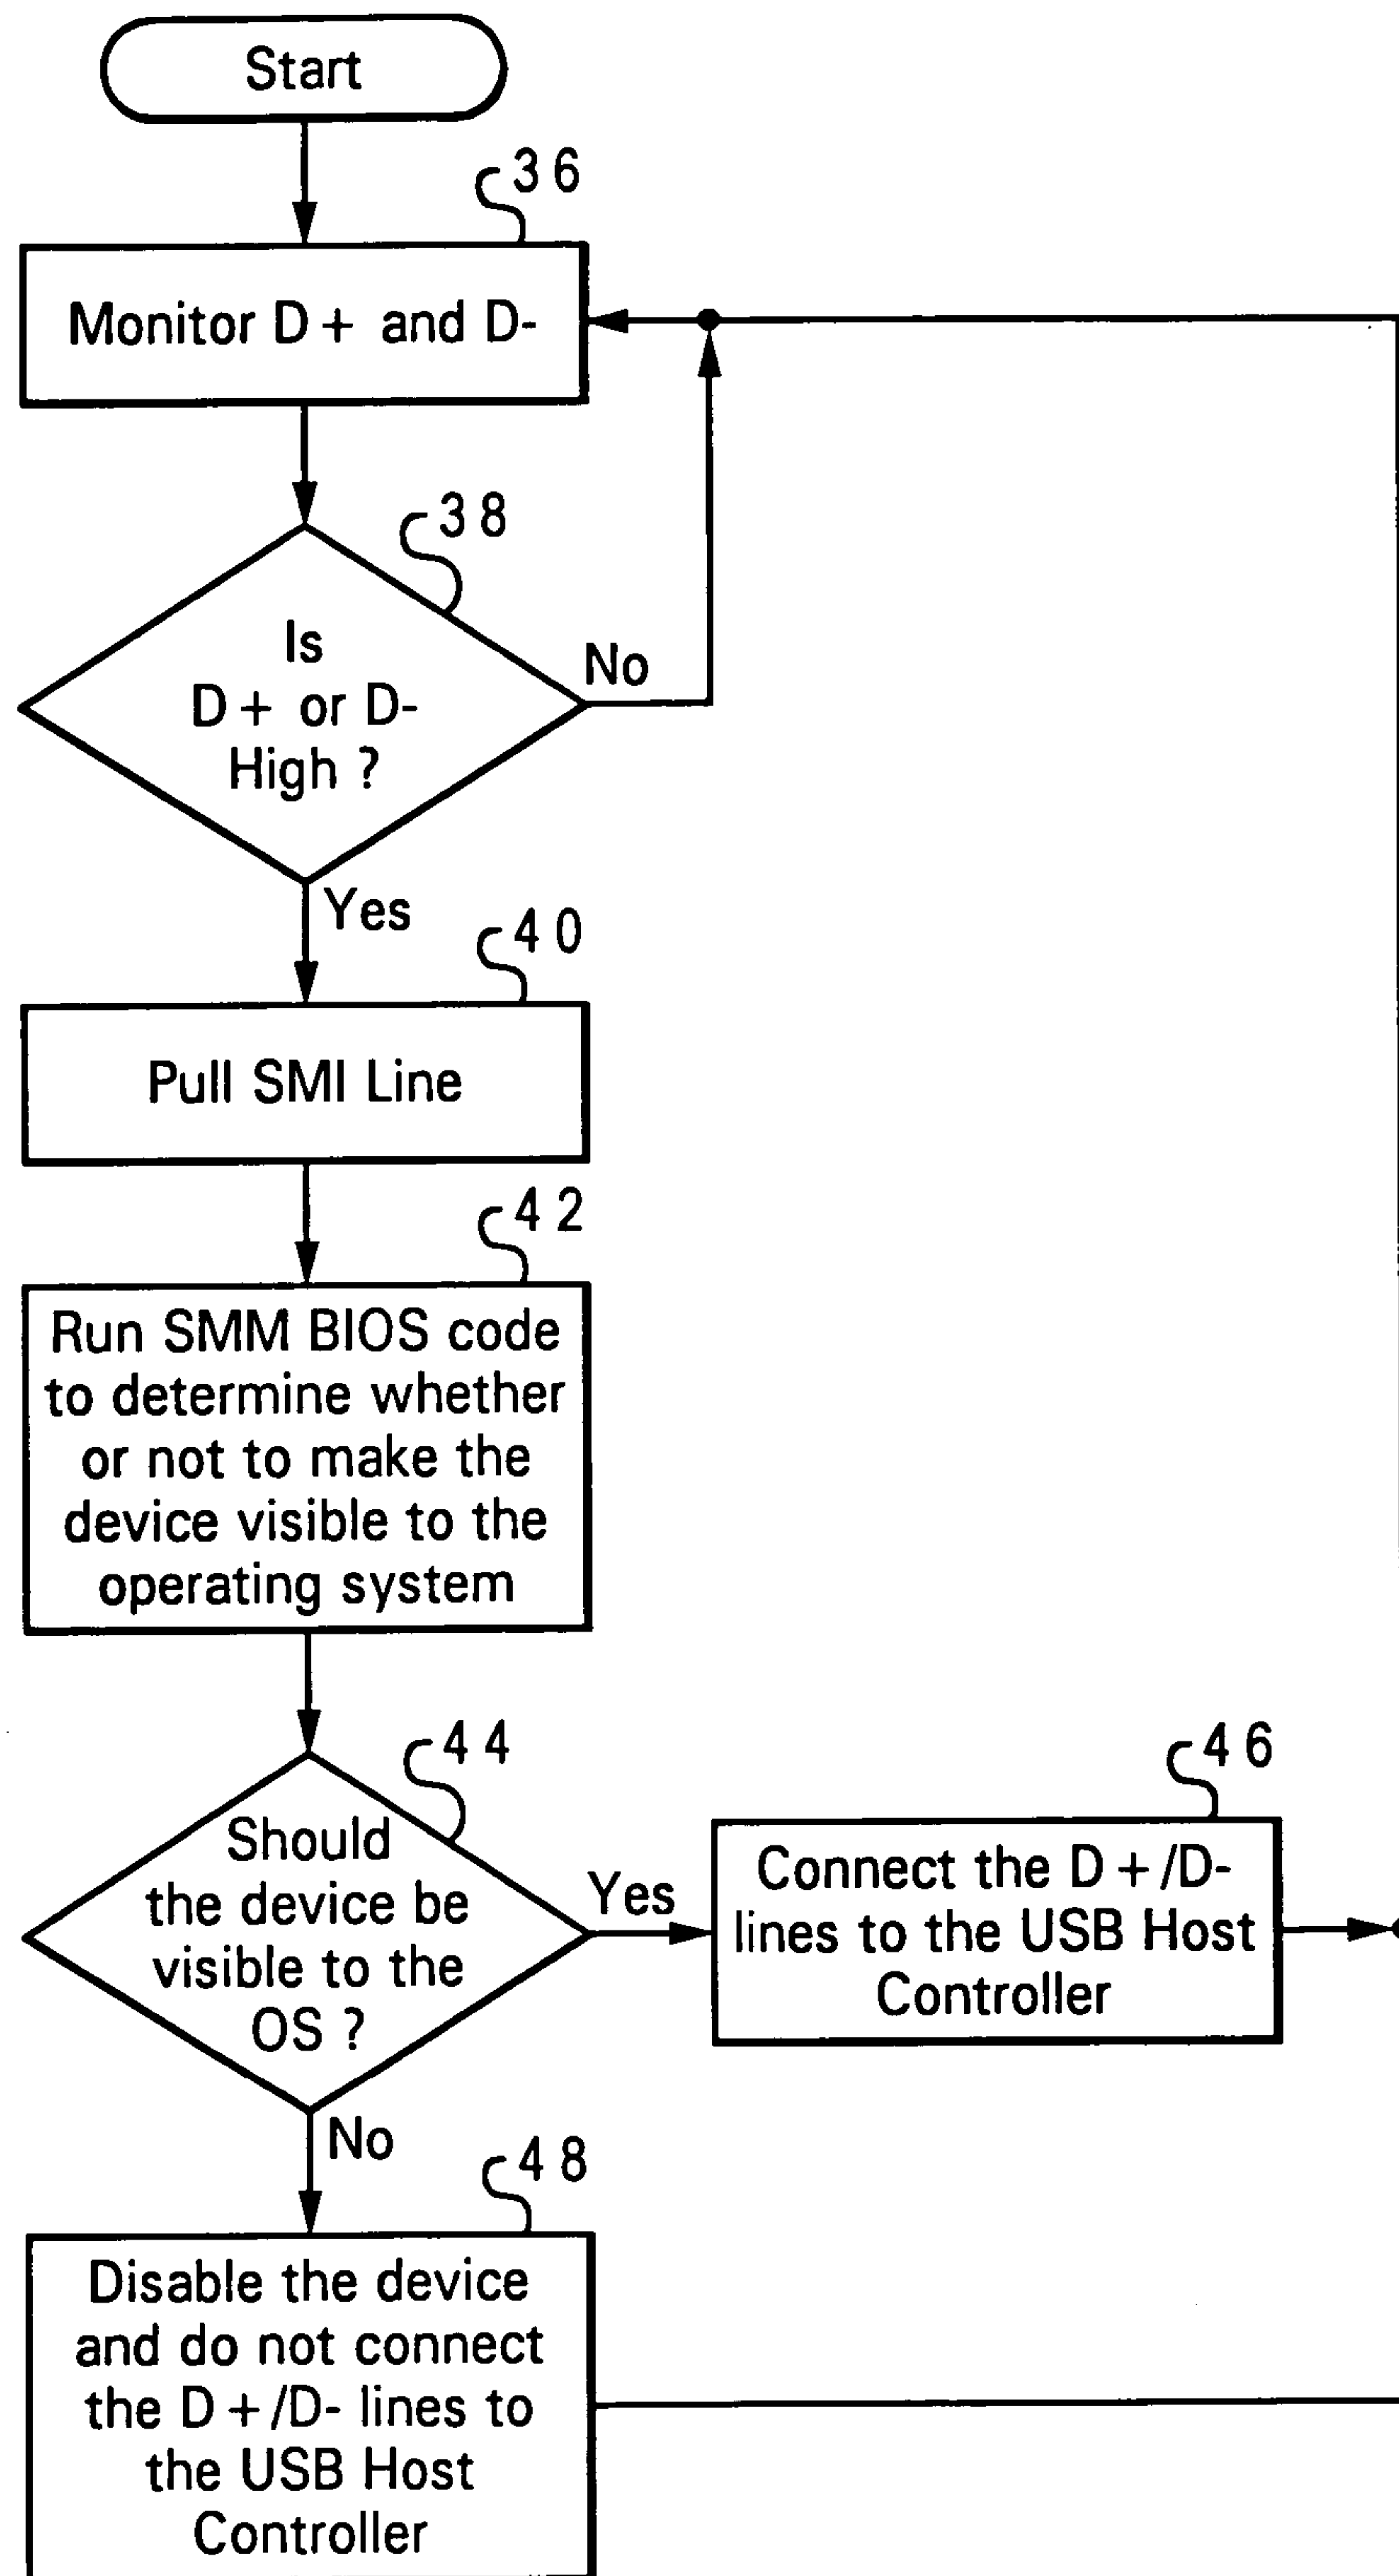 Start
36
Monitor D+ and D-
38
Is
D+ or D-
High ?
No
Yes
40
Pull SMI Line
42
Run SMM BIOS code
to determine whether
or not to make the
device visible to the
operating system
44
Should
the device be
visible to the
OS ?
Yes
46
Connect the D+/D-
lines to the USB Host
Controller
No
48
Disable the device
and do not connect
the D+/D- lines to
the USB Host
Controller